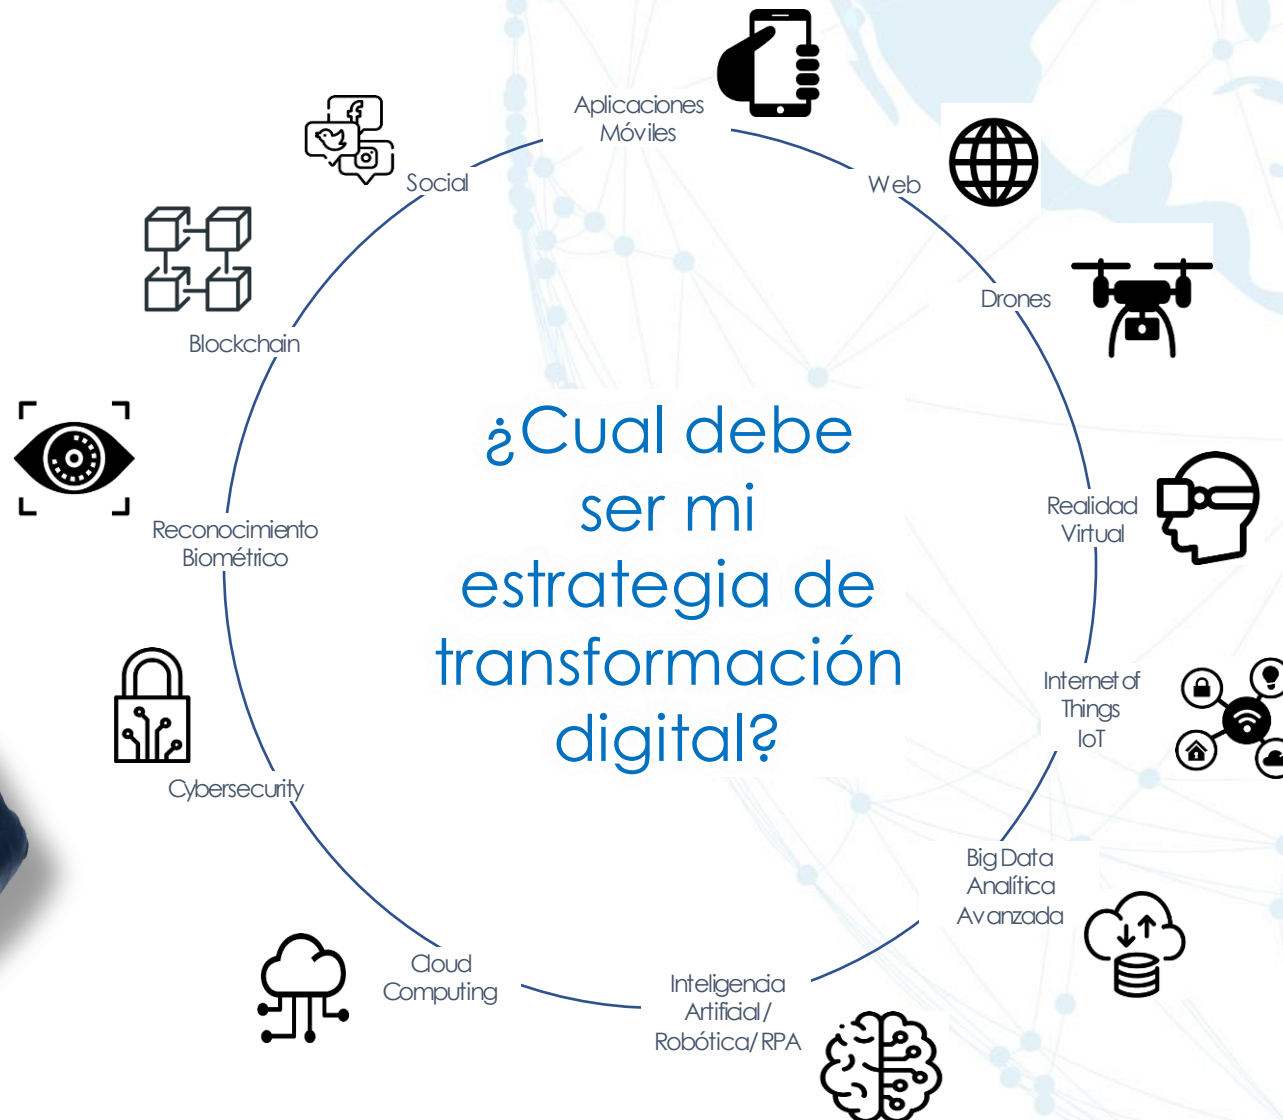 Aplicaciones
Móviles
Web
Drones
Realidad
Virtual
Internet of
Things
IoT
Big Data
Analítica
Avanzada
Inteligencia
Artificial/
Robótica/RPA
Cloud
Computing
Cybersecurity
Reconocimiento
Biométrico
Blockchain
Social
¿Cual debe
ser mi
estrategia de
transformación
digital?